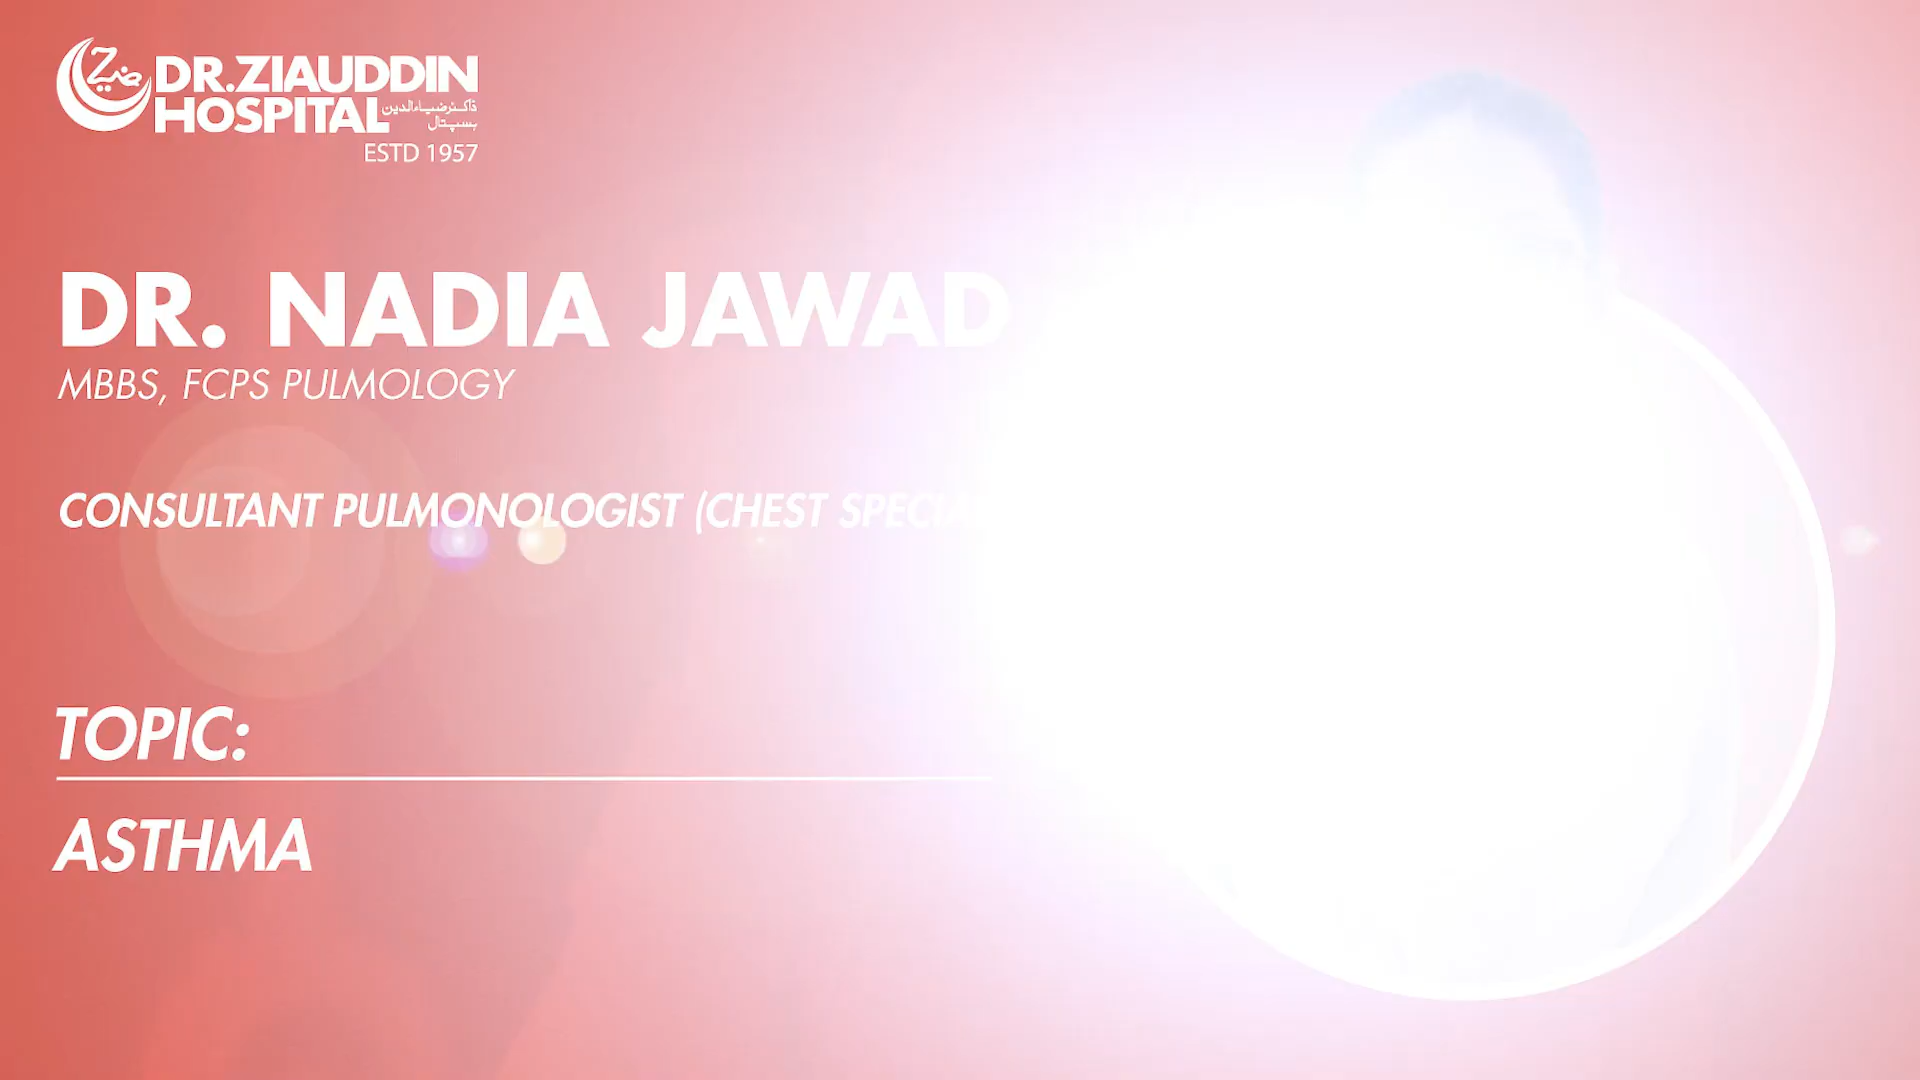 DR.ZIAUDDIN
HOSPITAL
ڈاکٹر ضیاءالدین
ہسپتال
ESTD 1957
DR. NADIA JAWAD
MBBS, FCPS PULMOLOGY
CONSULTANT PULMONOLOGIST (CHEST
TOPIC:
ASTHMA